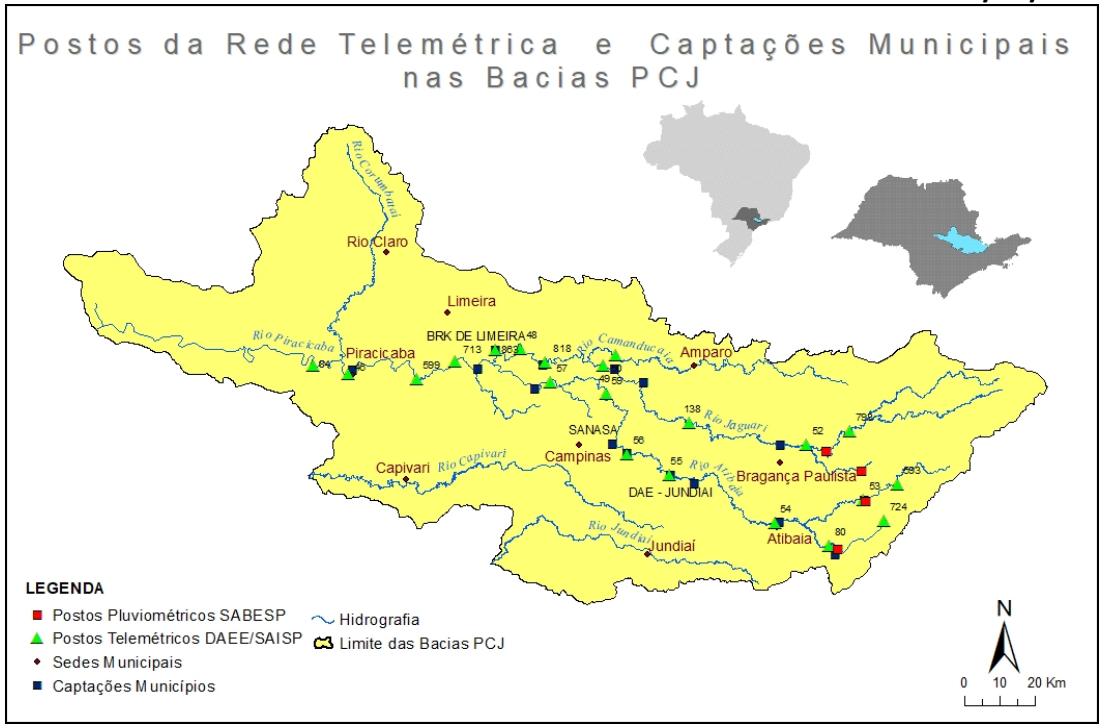 Postos da Rede Telemétrica e Captações Municipais
nas Bacias PCJ
Rio Corumbataí
Rio Claro
Limeira
BRK DE LIMEIRA
48
Rio Piracicaba
Piracicaba
713
818
Rio Camanducaia
Amparo
599
57
49
59
138
Rio Jaguari
52
SANASA
56
Campinas
Capivari
Rio Capivari
55
Rio Atibaia
Bragança Paulista
DAE - JUNDIAI
53
54
724
Atibaia
80
Rio Jundiaí
Jundiaí
LEGENDA
Postos Pluviométricos SABESP
Postos Telemétricos DAEE/SAISP
Sedes Municipais
Captações Municípios
Hidrografia
Limite das Bacias PCJ
N
0 10 20 Km